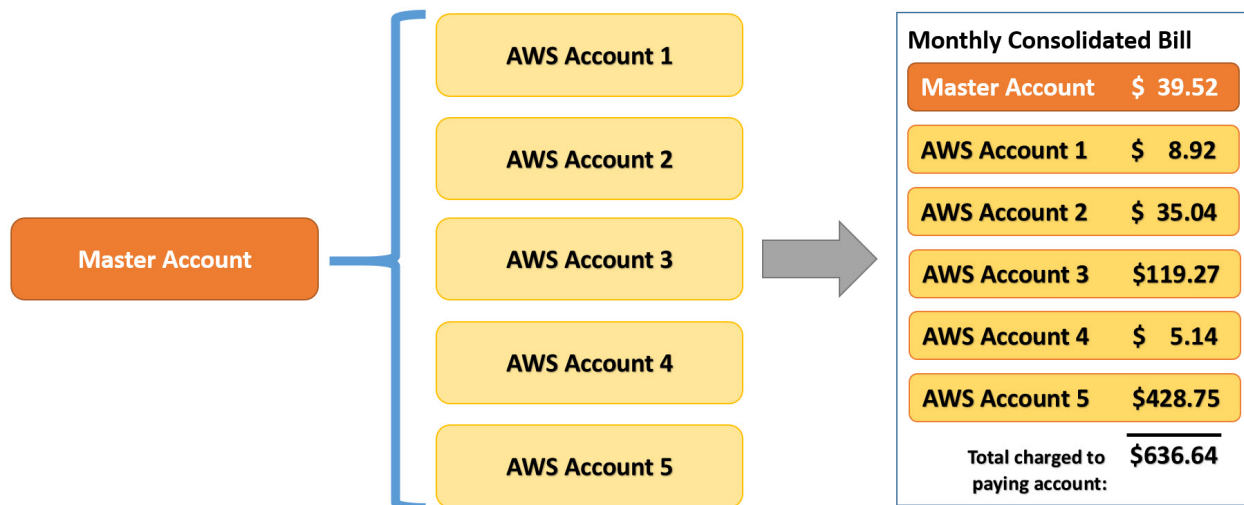 Master Account
AWS Account 1
AWS Account 2
AWS Account 3
AWS Account 4
AWS Account 5
Monthly Consolidated Bill
Master Account $ 39.52
AWS Account 1 $ 8.92
AWS Account 2 $ 35.04
AWS Account 3 $119.27
AWS Account 4 $ 5.14
AWS Account 5 $428.75
Total charged to $636.64
paying account: